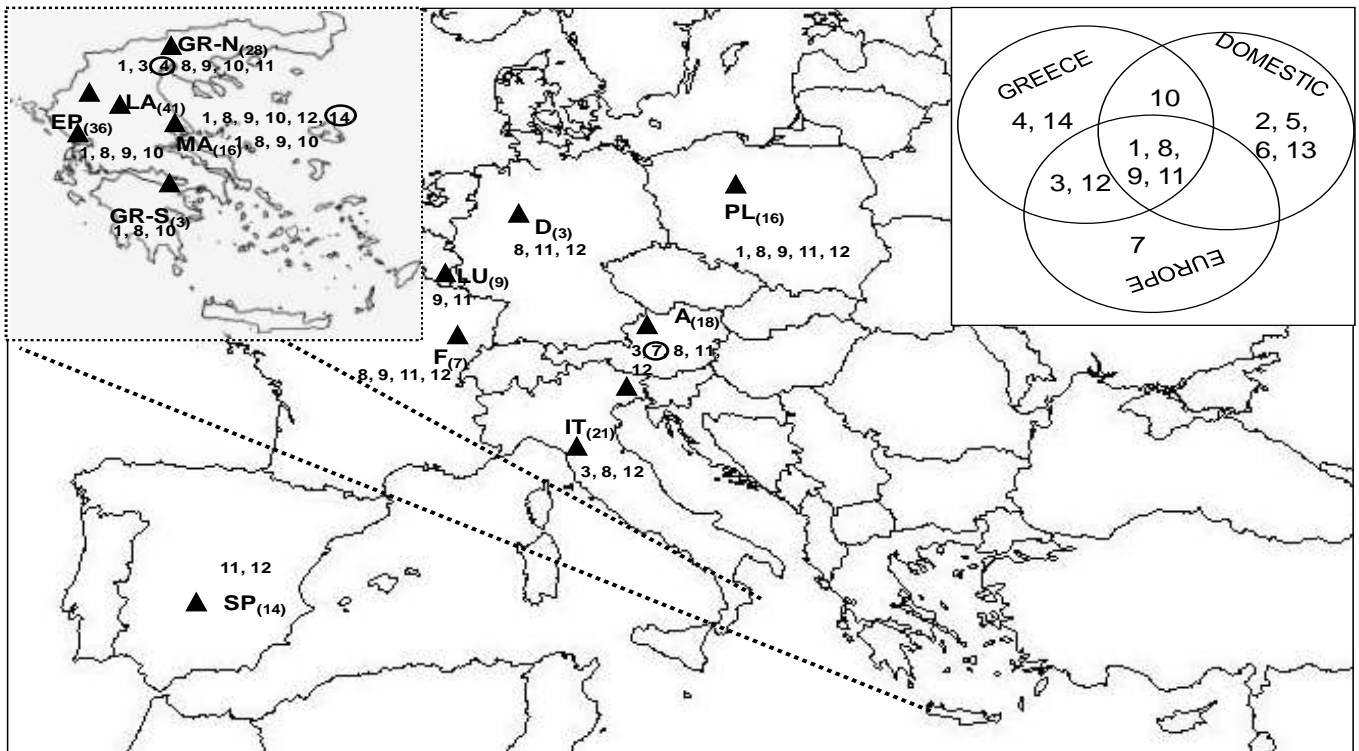 GR-N(28)
1, 3, 4, 8, 9, 10, 11
LA(41)
1, 8, 9, 10, 12, 14
EP(36)
1, 8, 9, 10
MA(16)
1, 8, 9, 10
GR-S(3)
1, 8, 10
D(3)
8, 11, 12
PL(16)
1, 8, 9, 11, 12
LU(9)
9, 11
A(18)
3 7 8, 11,
12
F(7)
8, 9, 11, 12
IT(21)
3, 8, 12
11, 12
SP(14)
GREECE
DOMESTIC
4, 14
10
2, 5,
6, 13
1, 8,
9, 11
3, 12
7
EUROPE